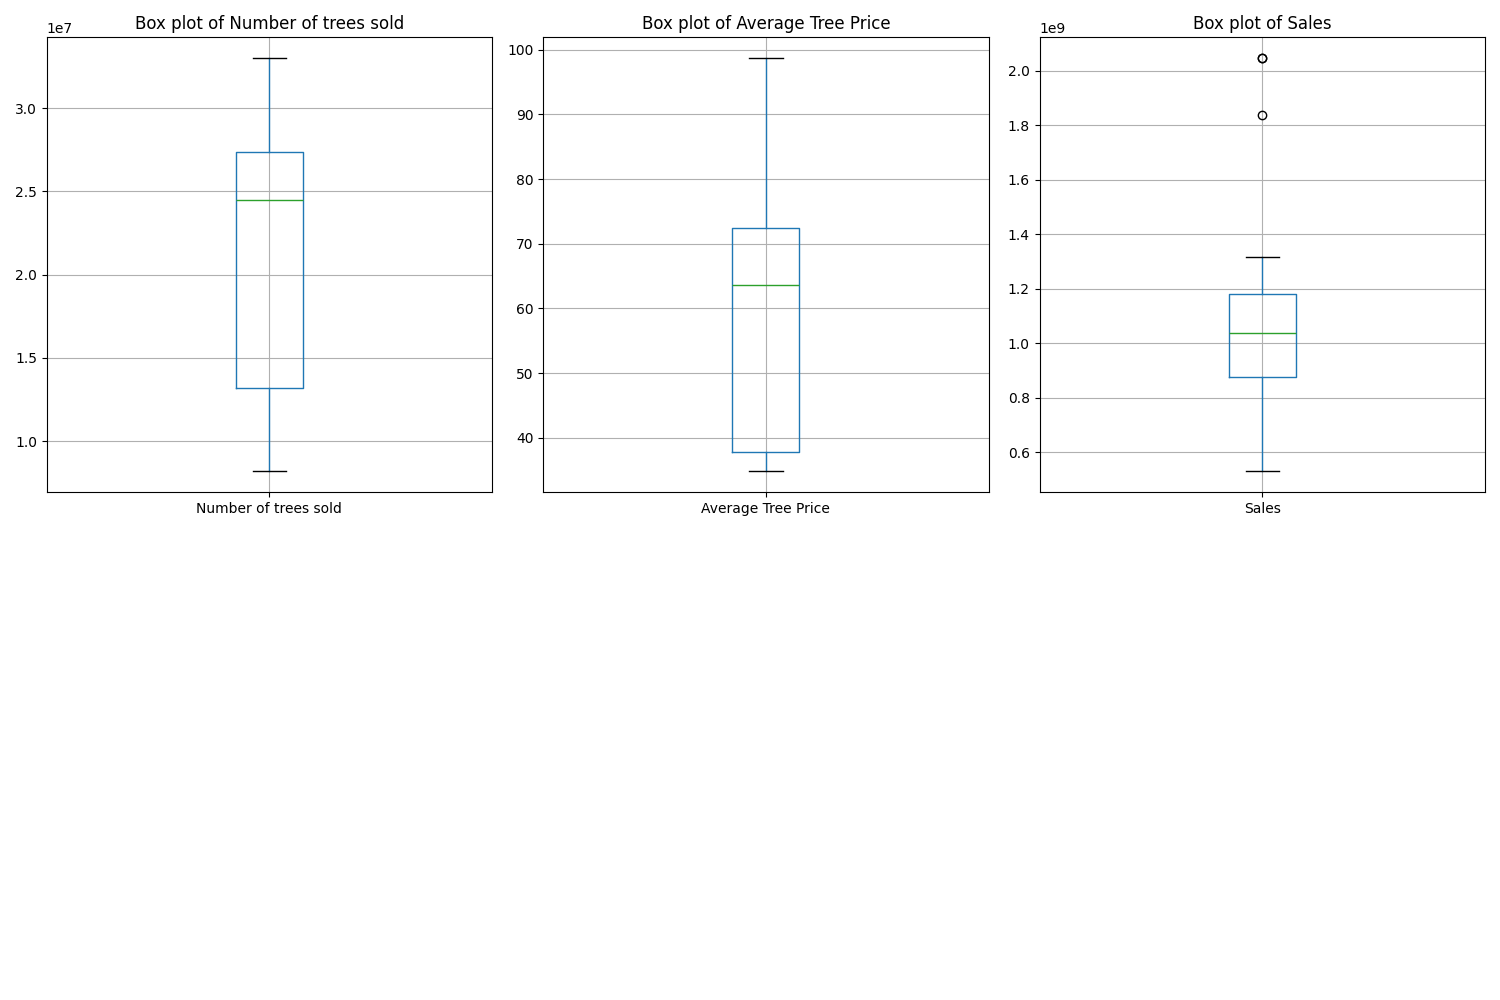 Box plot of Number of trees sold
1e7
3.0
2.5
2.0
1.5
1.0
Number of trees sold
Box plot of Average Tree Price
100
90
80
70
60
50
40
Average Tree Price
Box plot of Sales
1e9
2.0
1.8
1.6
1.4
1.2
1.0
0.8
0.6
Sales